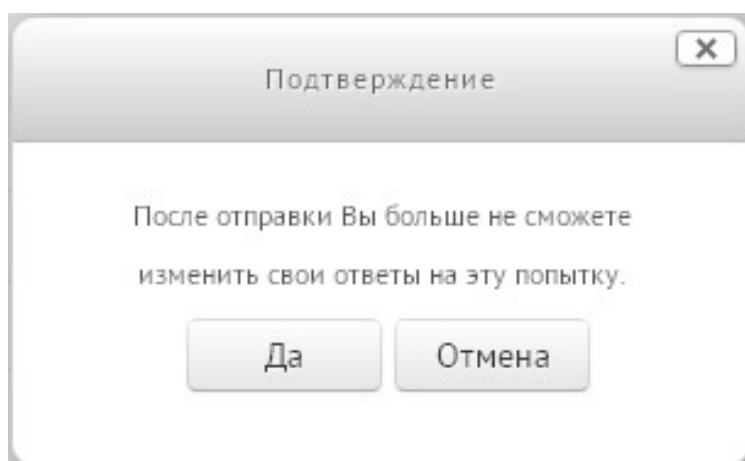 Подтверждение
После отправки Вы больше не сможете
изменить свои ответы на эту попытку.
Да
Отмена